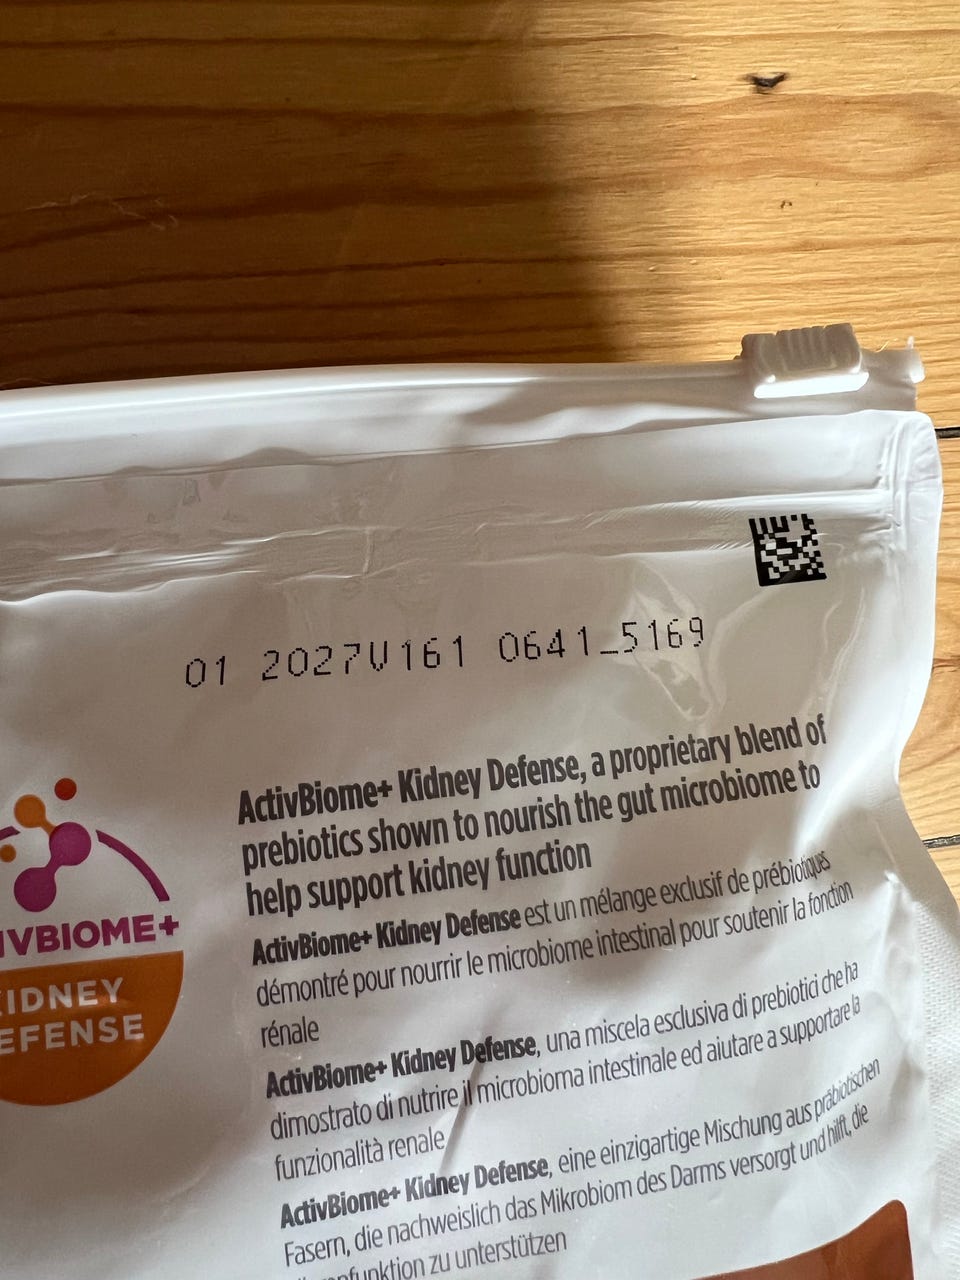 01 2027V161 0641_5169
ActivBiome+ Kidney Defense, a proprietary blend of
prebiotics shown to nourish the gut microbiome to
help support kidney function
ActivBiome+ Kidney Defense est un mélange exclusif de prébiotiques
démontré pour nourrir le microbiome intestinal pour soutenir la fonction
rénale
ActivBiome+ Kidney Defense, una miscela esclusiva di prebiotici che ha
dimostrato di nutrire il microbioma intestinale ed aiutare a supportare la
funzionalità renale
ActivBiome+ Kidney Defense, eine einzigartige Mischung aus präbiotischen
Fasern, die nachweislich das Mikrobiom des Darms versorgt und hilft, die
zu unterstützen
IVBIOME+
KIDNEY
EFENSE